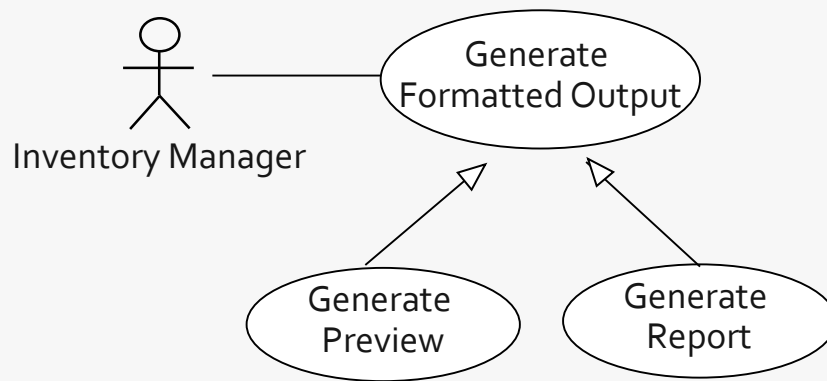 Generate
Formatted Output
Inventory Manager
Generate
Preview
Generate
Report